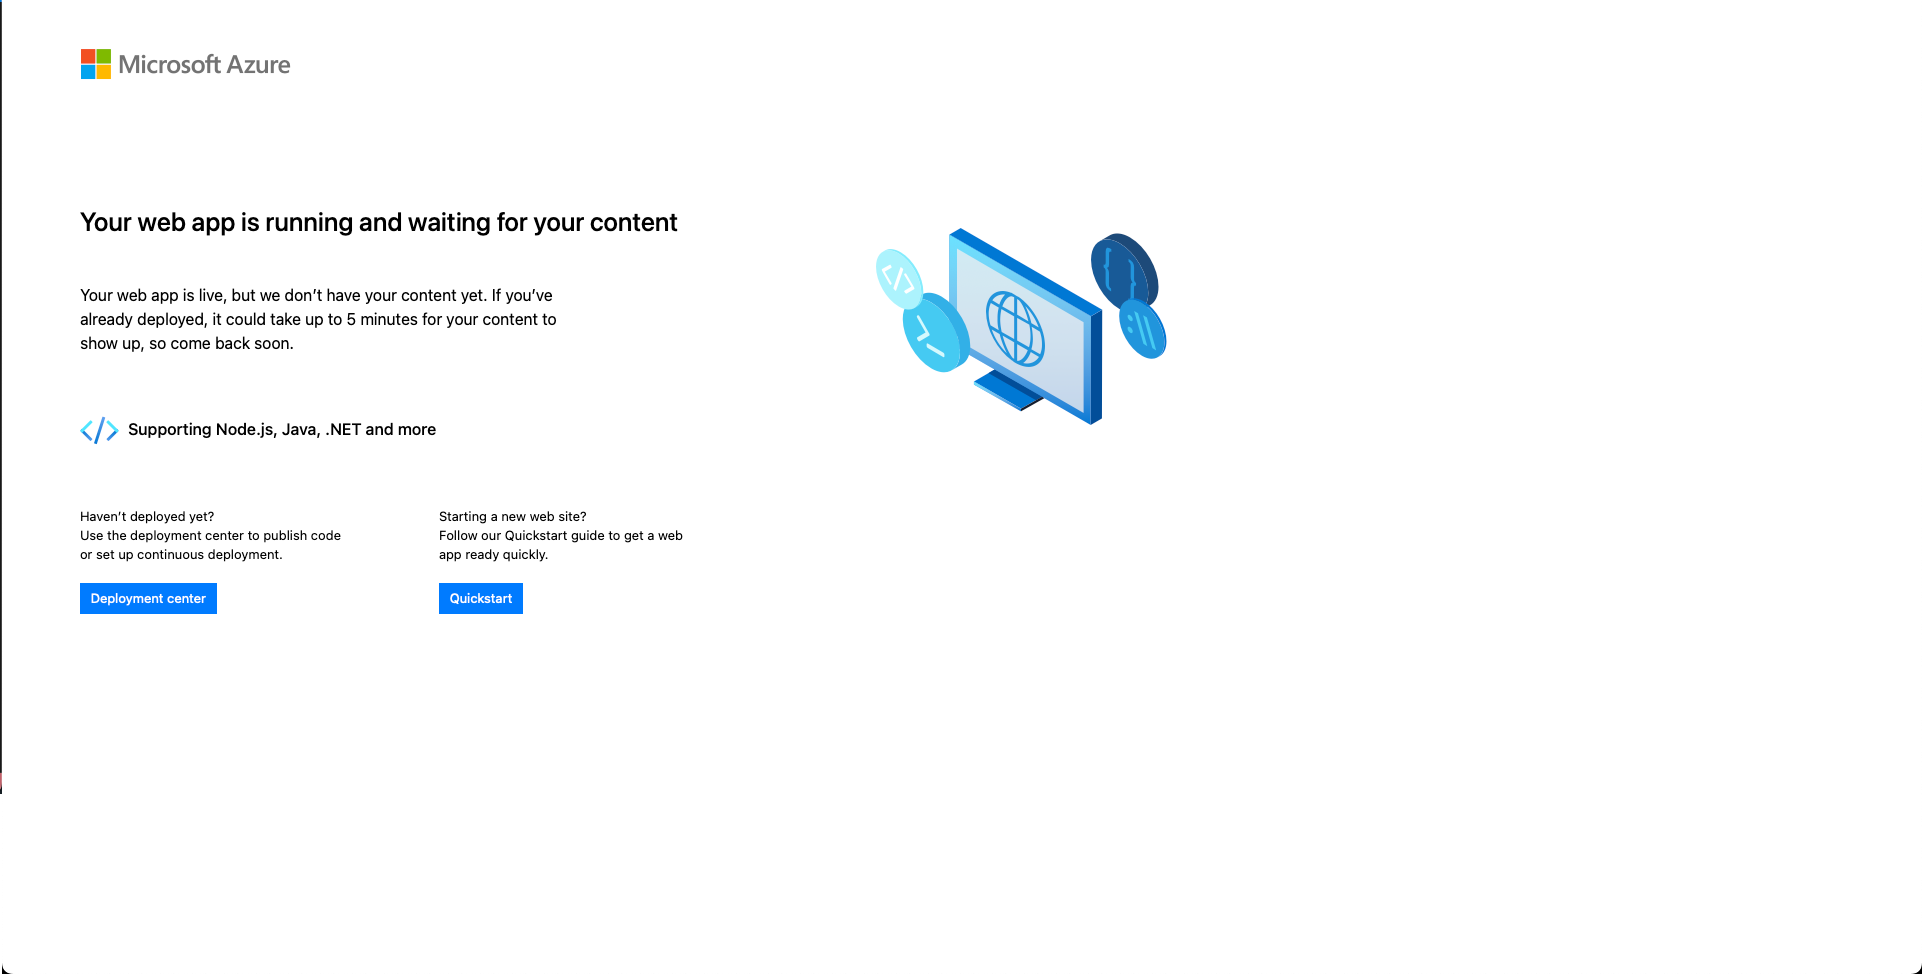 Microsoft Azure
Your web app is running and waiting for your content
Your web app is live, but we don’t have your content yet. If you’ve
already deployed, it could take up to 5 minutes for your content to
show up, so come back soon.
</>
Supporting Node.js, Java, .NET and more
Haven’t deployed yet?
Use the deployment center to publish code
or set up continuous deployment.
Deployment center
Starting a new web site?
Follow our Quickstart guide to get a web
app ready quickly.
Quickstart